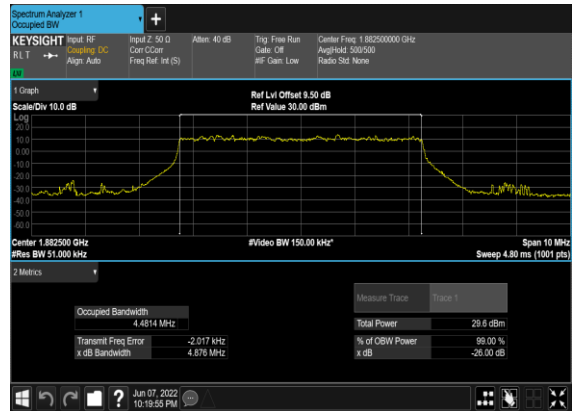 Spectrum Analyzer 1
Occupied BW
KEYSIGHT Input: RF Input Z: 50 Ω Atten: 40 dB Trig: Free Run Center Freq: 1.882500000 GHz
RLT Coupling: DC Corr CCorr Gate: Off Avg|Hold: 500/500
Align: Auto Freq Ref: Int (S) #IF Gain: Low Radio Std: None
1 Graph
Ref Lvl Offset 9.50 dB
Scale/Div 10.0 dB Ref Value 30.00 dBm
Log
20.0
10.0
0.00
-10.0
-20.0
-30.0
-40.0
-50.0
-60.0
Center 1.882500 GHz #Video BW 150.00 kHz* Span 10 MHz
#Res BW 51.000 kHz Sweep 4.80 ms (1001 pts)
2 Metrics
Measure Trace Trace 1
Occupied Bandwidth
4.4814 MHz Total Power 29.6 dBm
Transmit Freq Error -2.017 kHz % of OBW Power 99.00 %
x dB Bandwidth 4.876 MHz x dB -26.00 dB
? Jun 07, 2022
10:19:55 PM